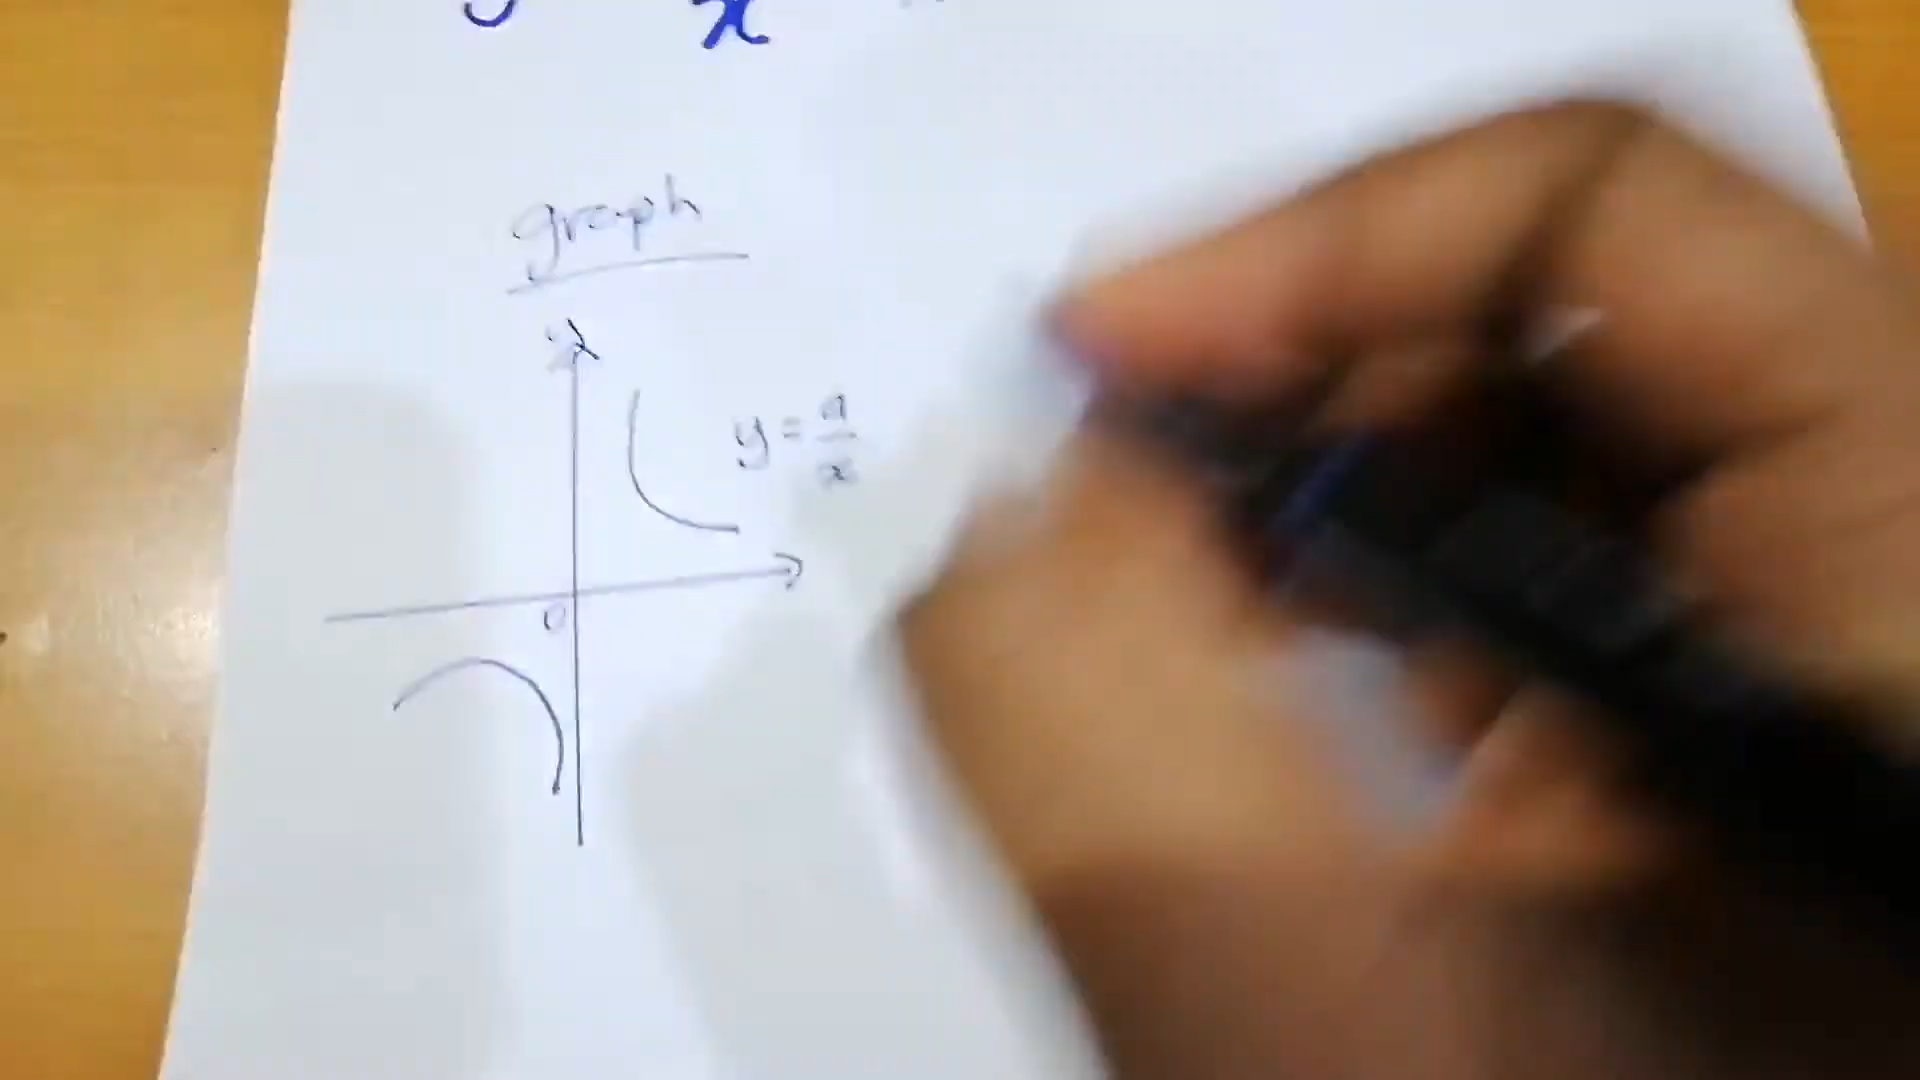 x
graph
y
y = a/x
0